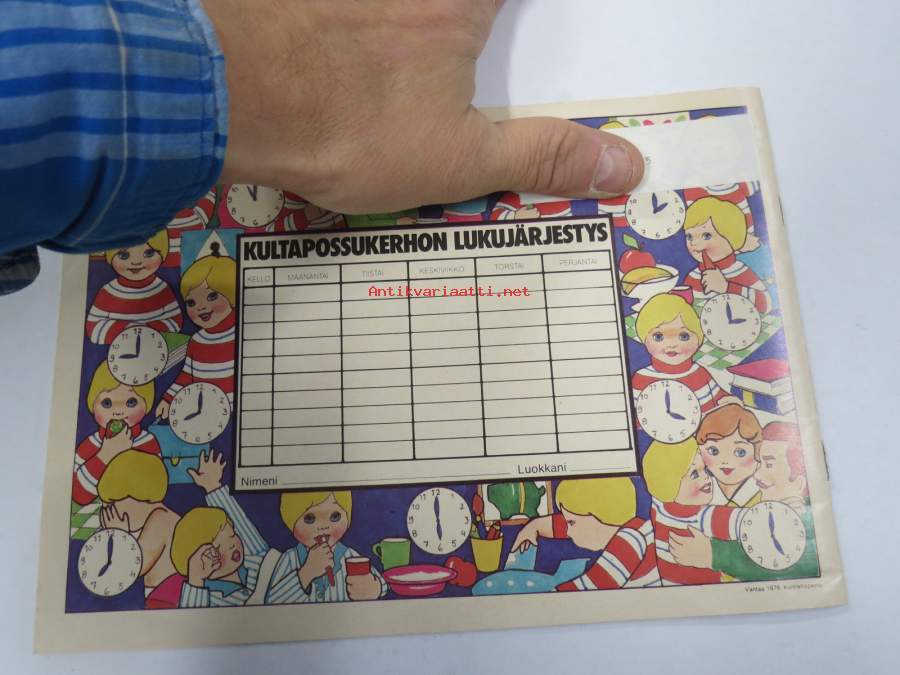 KULTAPOSSUKERHON LUKUJÄRJESTYS
KELLO MAANANTAI TIISTAI KESKIVIIKKO TORSTAI PERJANTAI
Antikvariaatti.net
Nimeni
Luokkani